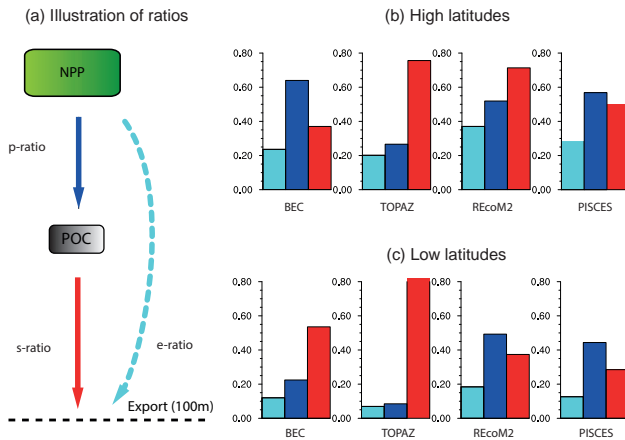 (a) Illustration of ratios
NPP
p-ratio
POC
s-ratio
e-ratio
Export (100m)
(b) High latitudes
0.80
0.60
0.40
0.20
0.00
BEC
0.80
0.60
0.40
0.20
0.00
TOPAZ
0.80
0.60
0.40
0.20
0.00
REcoM2
0.80
0.60
0.40
0.20
0.00
PISCES
(c) Low latitudes
0.80
0.60
0.40
0.20
0.00
BEC
0.80
0.60
0.40
0.20
0.00
TOPAZ
0.80
0.60
0.40
0.20
0.00
REcoM2
0.80
0.60
0.40
0.20
0.00
PISCES